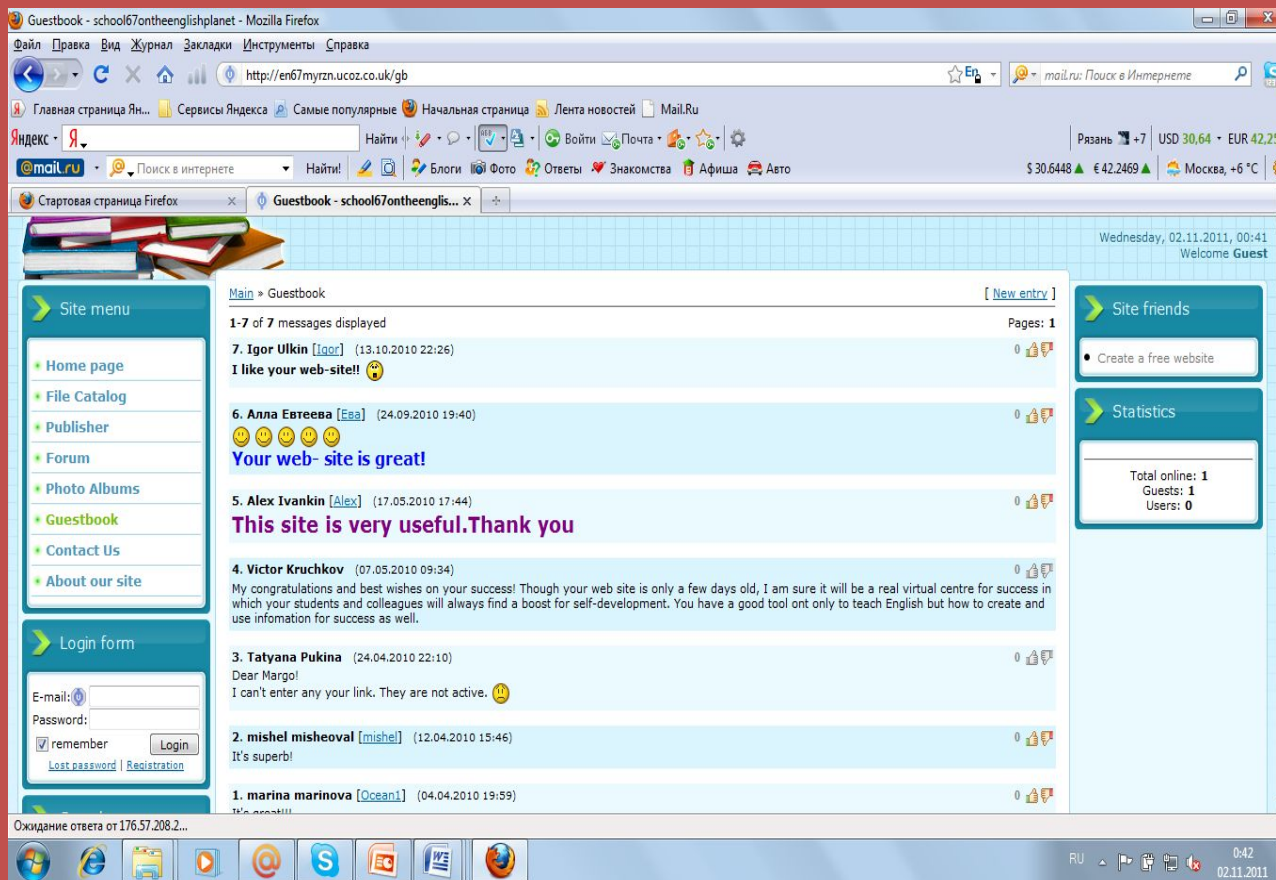 Guestbook - school67ontheenglishplanet - Mozilla Firefox
Файл Правка Вид Журнал Закладки Инструменты Справка
http://en67myrzn.ucoz.co.uk/gb
mail.ru: Поиск в Интернете
Главная страница Ян... Сервисы Яндекса Самые популярные Начальная страница Лента новостей Mail.Ru
Яндекс Я Найти Войти Почта Рязань +7 USD 30,64 EUR 42,25
@mail.ru Поиск в интернете Найти! Блоги Фото Ответы Знакомства Афиша Авто $ 30.6448 € 42.2469 Москва, +6 °C
Стартовая страница Firefox Guestbook - school67ontheenglis...
Wednesday, 02.11.2011, 00:41
Welcome Guest
Site menu
Home page
File Catalog
Publisher
Forum
Photo Albums
Guestbook
Contact Us
About our site
Login form
E-mail:
Password:
remember Login
Lost password | Registration
Main » Guestbook [ New entry ]
1-7 of 7 messages displayed Pages: 1
7. Igor Ulkin [Igor] (13.10.2010 22:26) 0
I like your web-site!!
6. Алла Евтеева [Ева] (24.09.2010 19:40) 0
Your web- site is great!
5. Alex Ivankin [Alex] (17.05.2010 17:44) 0
This site is very useful.Thank you
4. Victor Kruchkov (07.05.2010 09:34) 0
My congratulations and best wishes on your success! Though your web site is only a few days old, I am sure it will be a real virtual centre for success in
which your students and colleagues will always find a boost for self-development. You have a good tool ont only to teach English but how to create and
use infomation for success as well.
3. Tatyana Pukina (24.04.2010 22:10) 0
Dear Margo!
I can't enter any your link. They are not active.
2. mishel misheoval [mishel] (12.04.2010 15:46) 0
It's superb!
1. marina marinova [Ocean1] (04.04.2010 19:59) 0
It's great!!!
Site friends
Create a free website
Statistics
Total online: 1
Guests: 1
Users: 0
Ожидание ответа от 176.57.208.2...
RU 0:42
02.11.2011